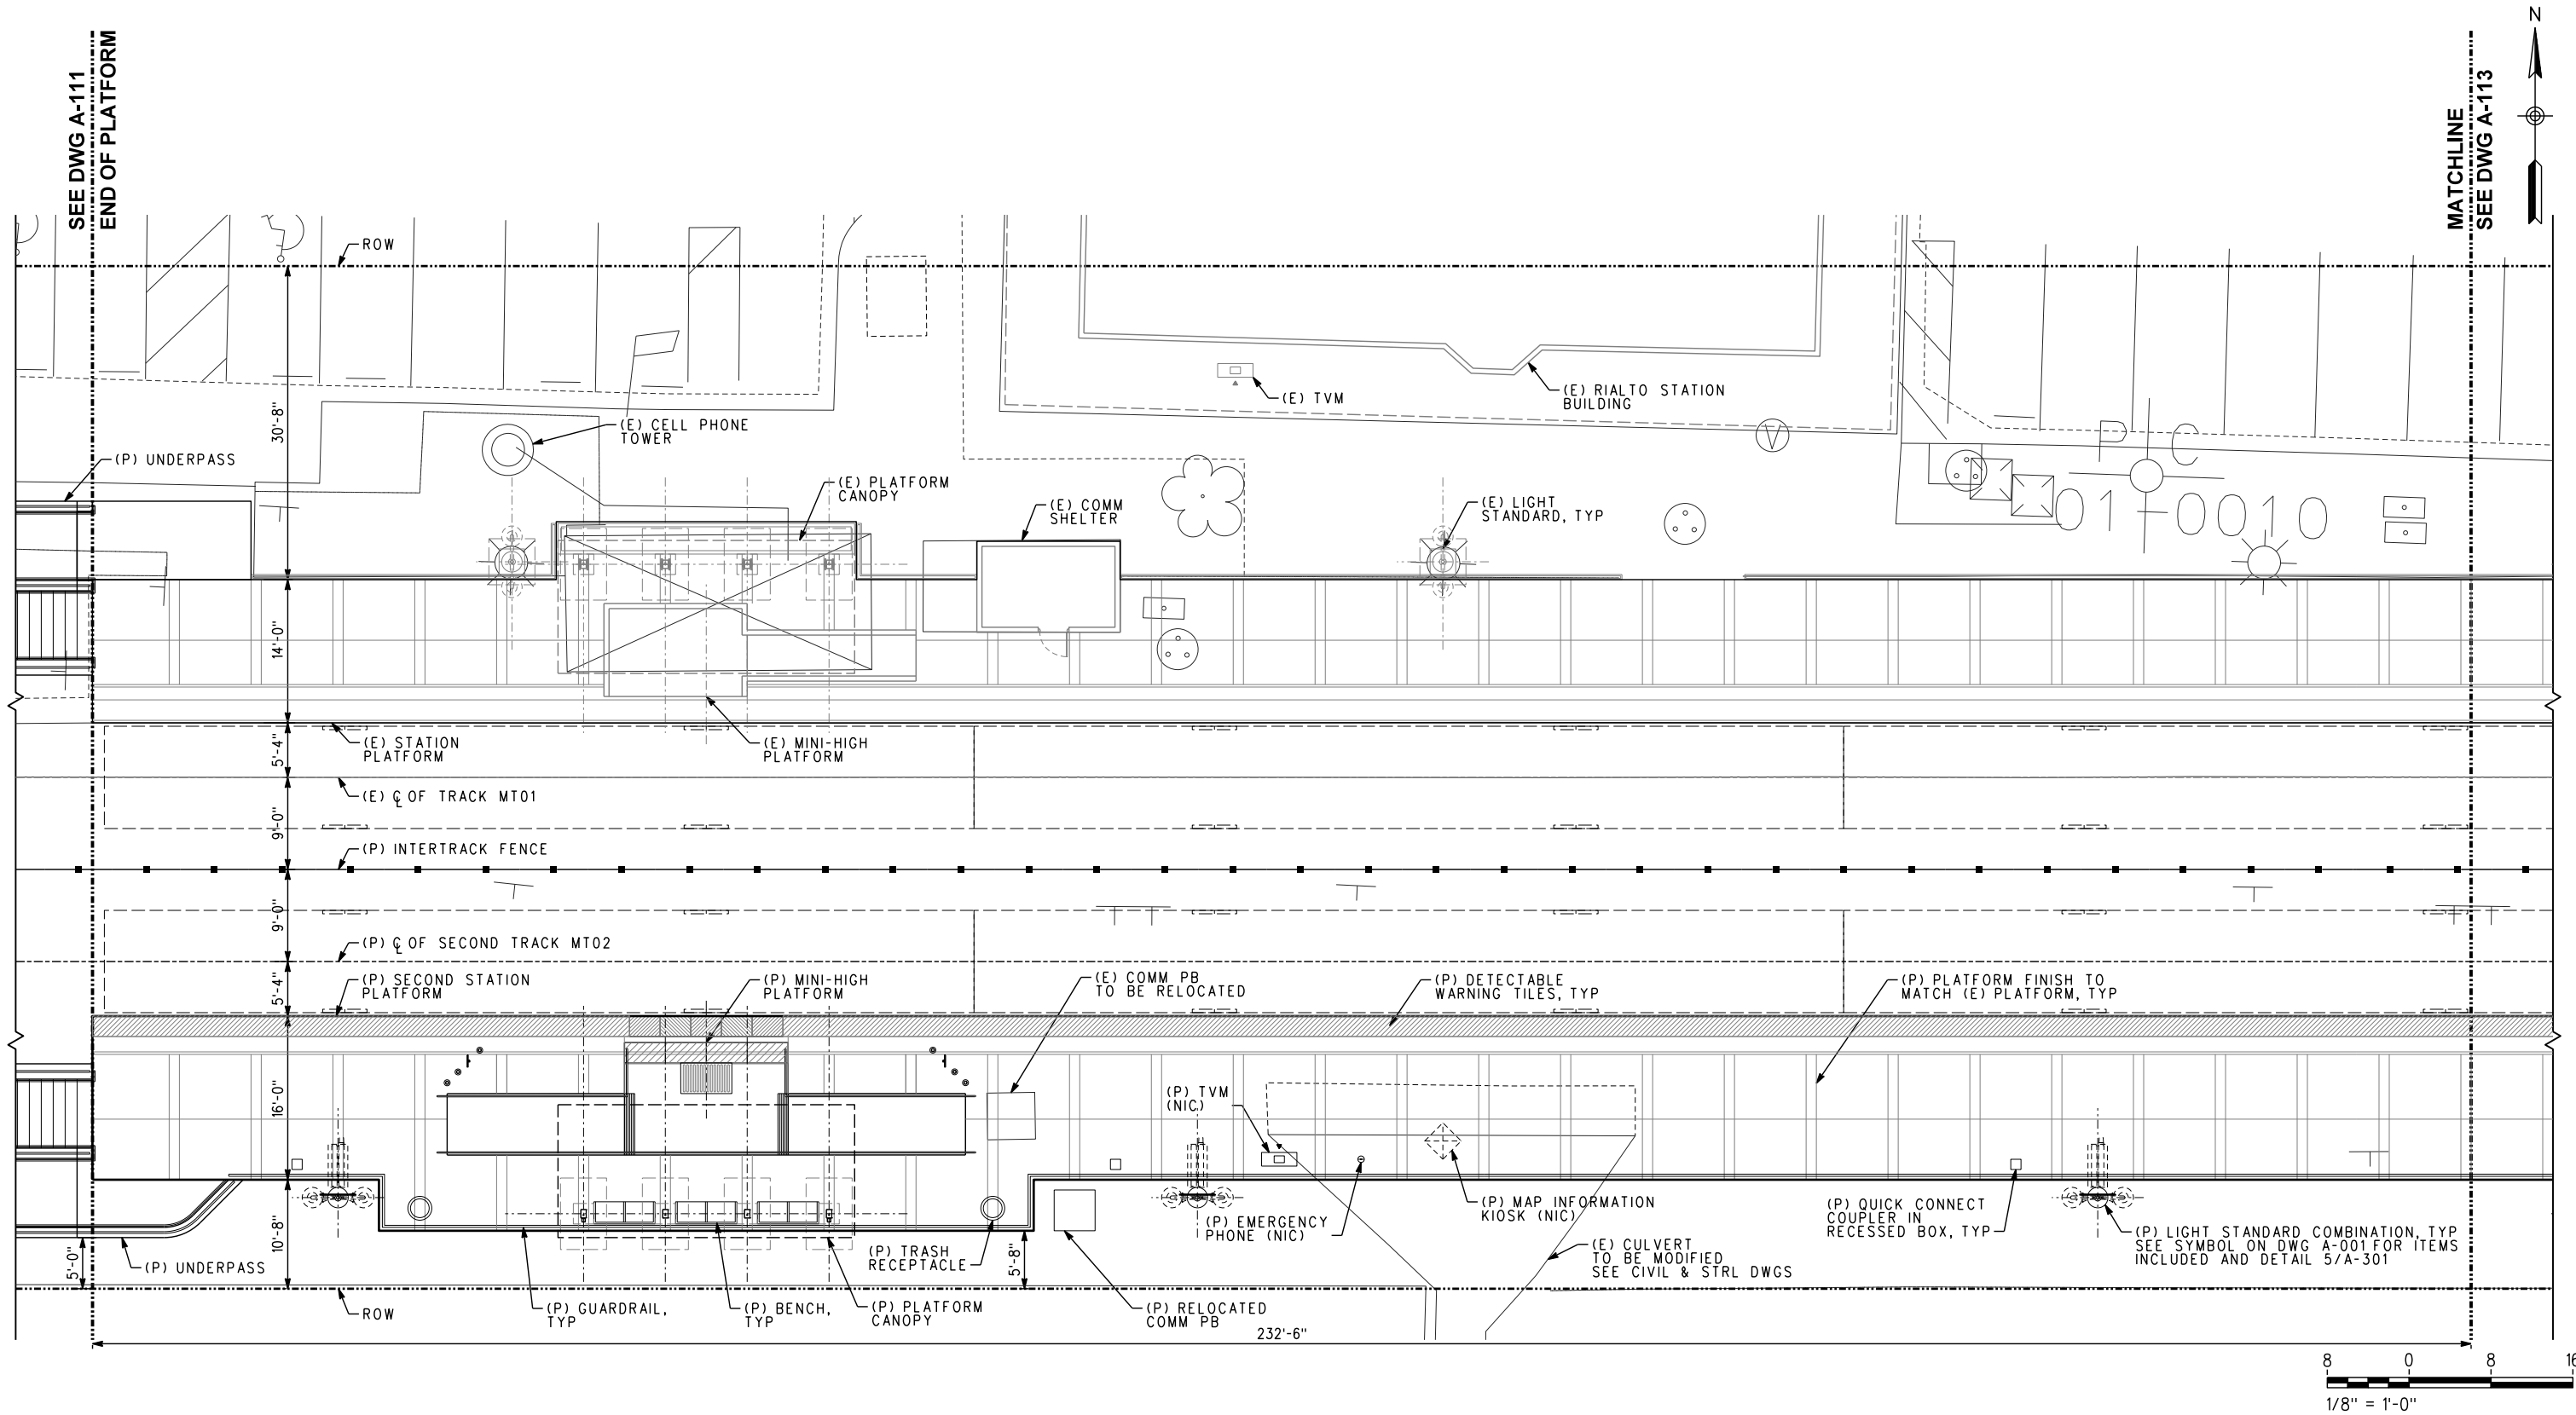 N
SEE DWG A-111
END OF PLATFORM
MATCHLINE
SEE DWG A-113
ROW
30'-8"
(E) TVM
(E) RIALTO STATION
BUILDING
(E) CELL PHONE
TOWER
(P) UNDERPASS
(E) PLATFORM
CANOPY
(E) COMM
SHELTER
(E) LIGHT
STANDARD, TYP
V
PIC
01-0010
14'-0"
(E) STATION
PLATFORM
(E) MINI-HIGH
PLATFORM
5'-4"
(E) ℄ OF TRACK MT01
9'-0"
(P) INTERTRACK FENCE
9'-0"
(P) ℄ OF SECOND TRACK MT02
5'-4"
(P) SECOND STATION
PLATFORM
(P) MINI-HIGH
PLATFORM
(E) COMM PB
TO BE RELOCATED
(P) DETECTABLE
WARNING TILES, TYP
(P) PLATFORM FINISH TO
MATCH (E) PLATFORM, TYP
16'-0"
(P) TVM
(NIC)
10'-8"
5'-0"
(P) UNDERPASS
(P) TRASH
RECEPTACLE
5'-8"
(P) EMERGENCY
PHONE (NIC)
(P) MAP INFORMATION
KIOSK (NIC)
(E) CULVERT
TO BE MODIFIED
SEE CIVIL & STRL DWGS
(P) QUICK CONNECT
COUPLER IN
RECESSED BOX, TYP
(P) LIGHT STANDARD COMBINATION, TYP
SEE SYMBOL ON DWG A-001 FOR ITEMS
INCLUDED AND DETAIL 5/A-301
ROW
(P) GUARDRAIL,
TYP
(P) BENCH,
TYP
(P) PLATFORM
CANOPY
(P) RELOCATED
COMM PB
232'-6"
8 0 8 16
1/8" = 1'-0"